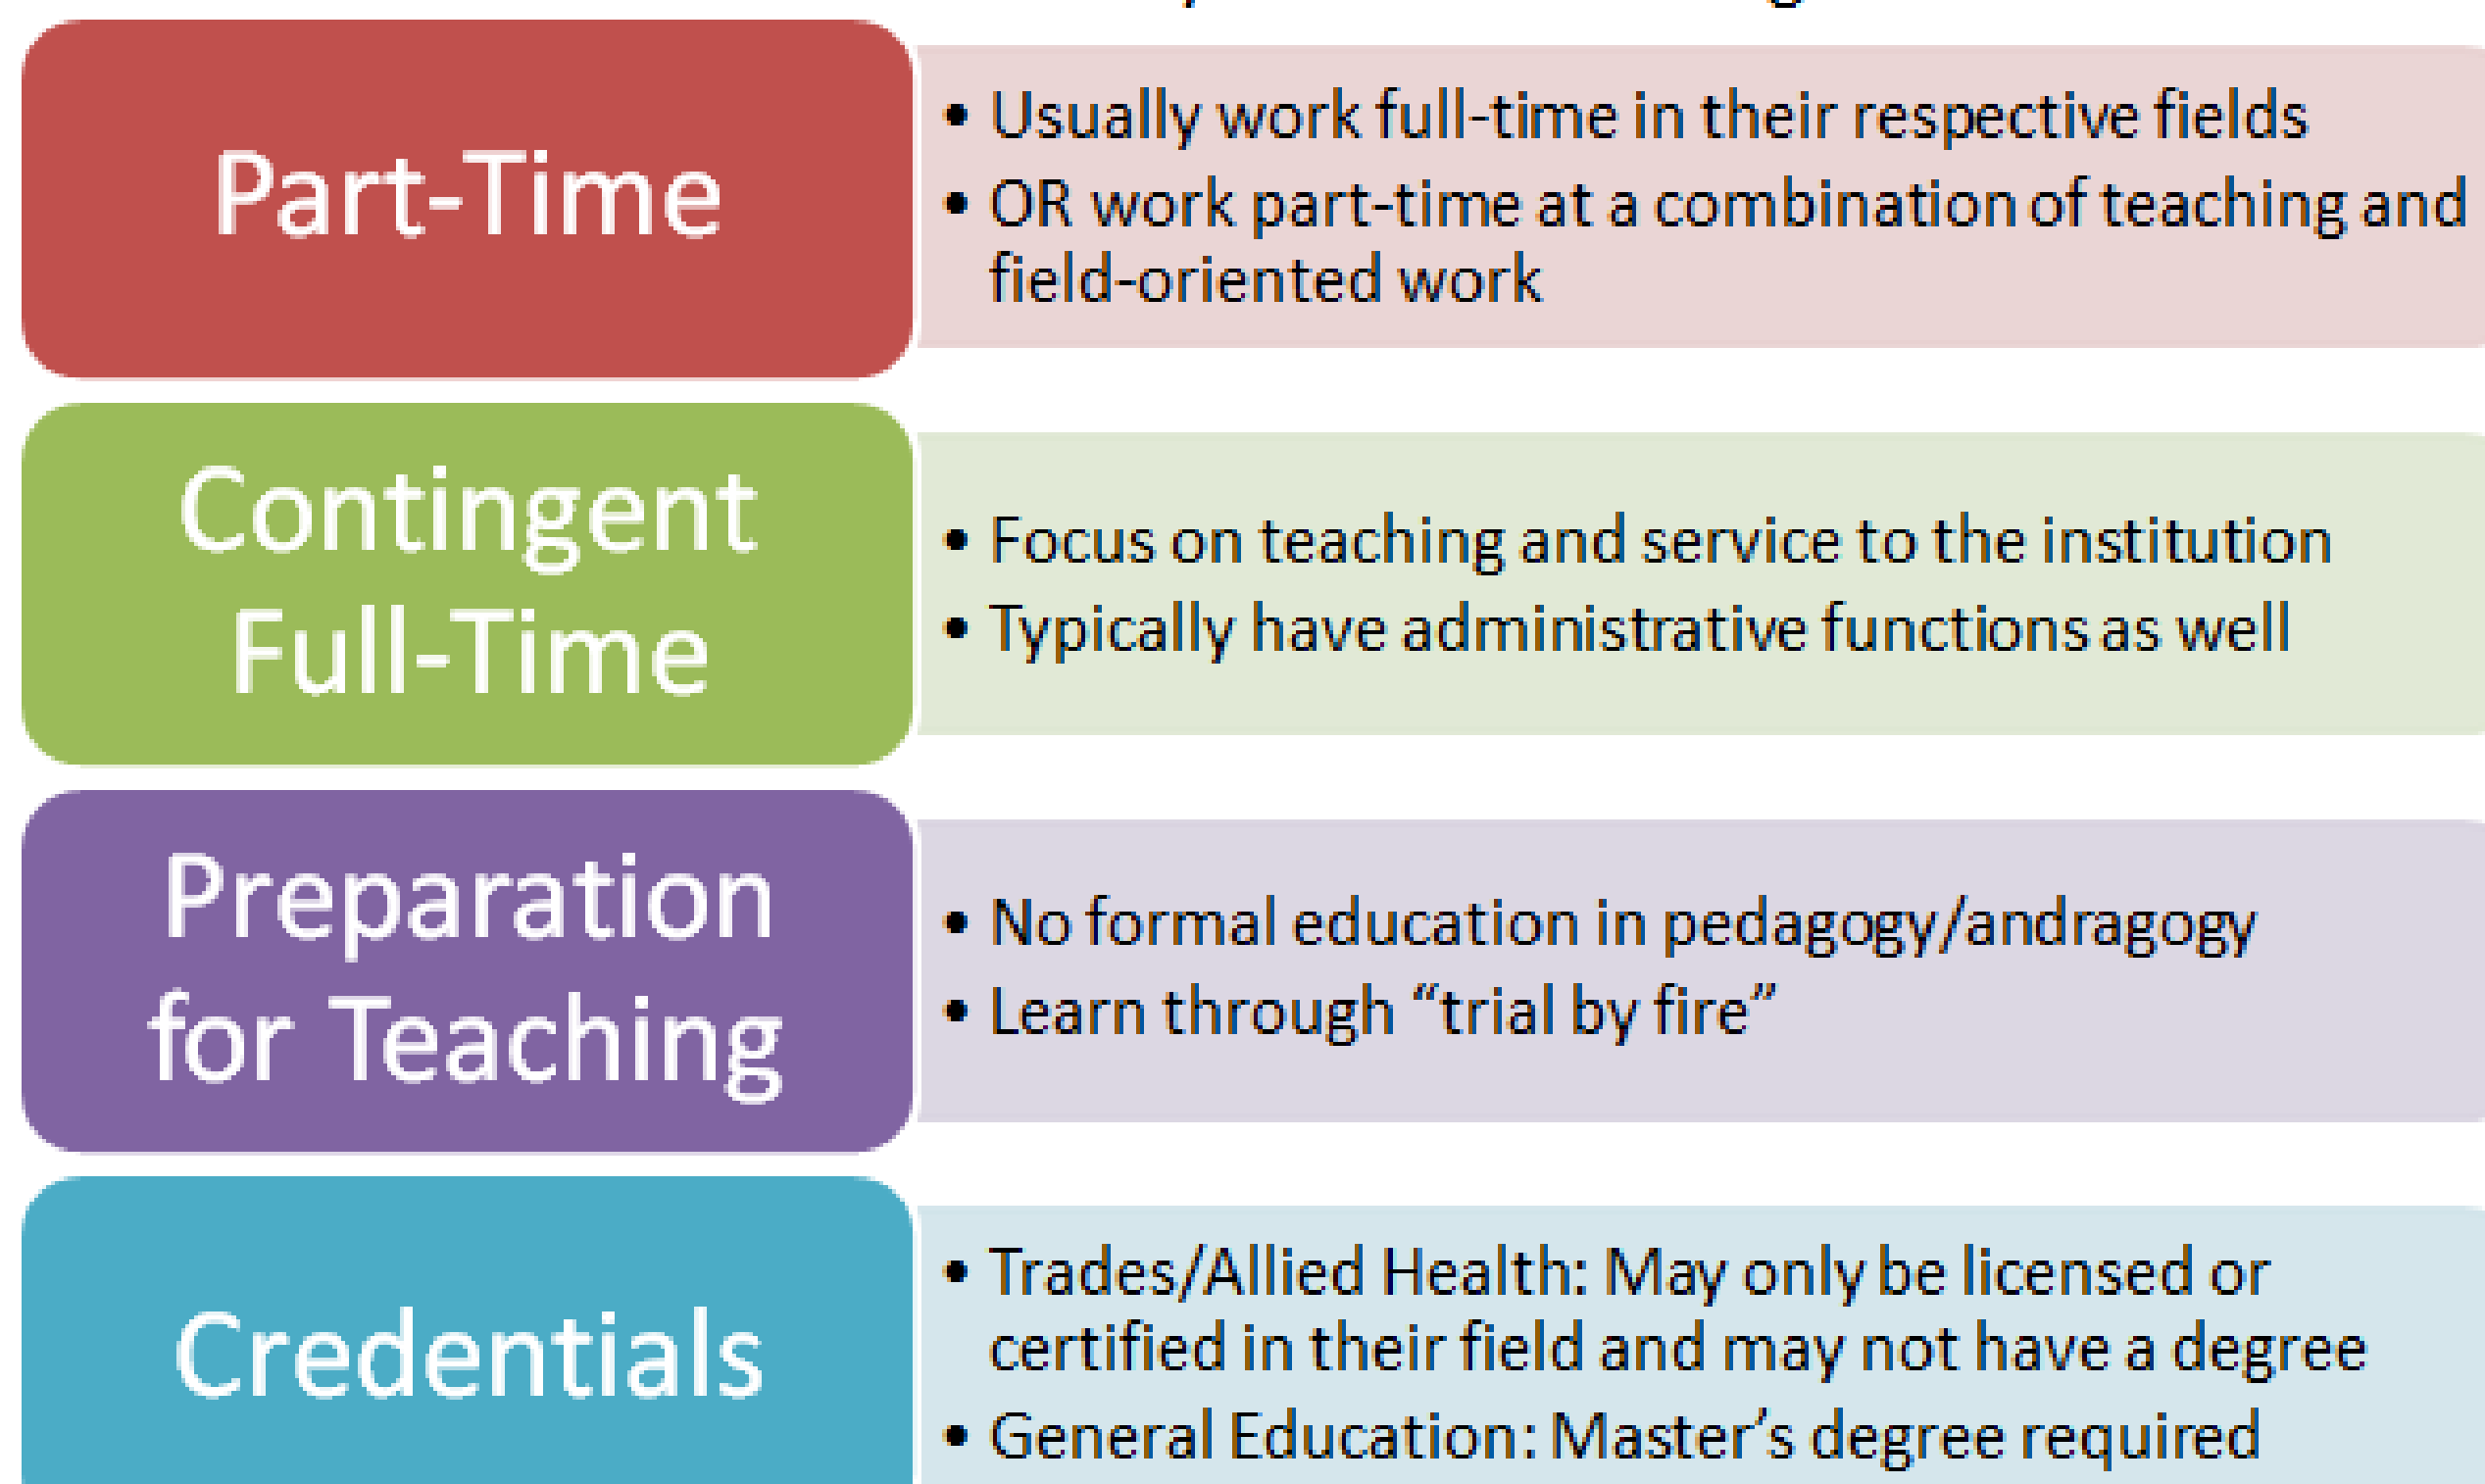 Part-Time
• Usually work full-time in their respective fields
• OR work part-time at a combination of teaching and
field-oriented work
Contingent
Full-Time
• Focus on teaching and service to the institution
• Typically have administrative functions as well
Preparation
for Teaching
• No formal education in pedagogy/andragogy
• Learn through “trial by fire”
Credentials
• Trades/Allied Health: May only be licensed or
certified in their field and may not have a degree
• General Education: Master’s degree required